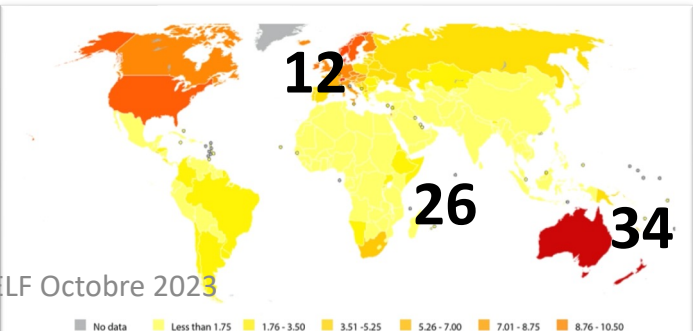 12
26
34
ELF Octobre 2023
No data Less than 1.75 1.76 - 3.50 3.51 -5.25 5.26 - 7.00 7.01 - 8.75 8.76 - 10.50